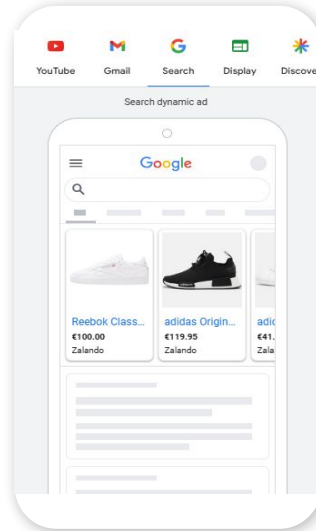 YouTube Gmail Search Display Discove
Search dynamic ad
Google
Reebok Class... adidas Origin... adid
€100.00 €119.95 €41.
Zalando Zalando Zala